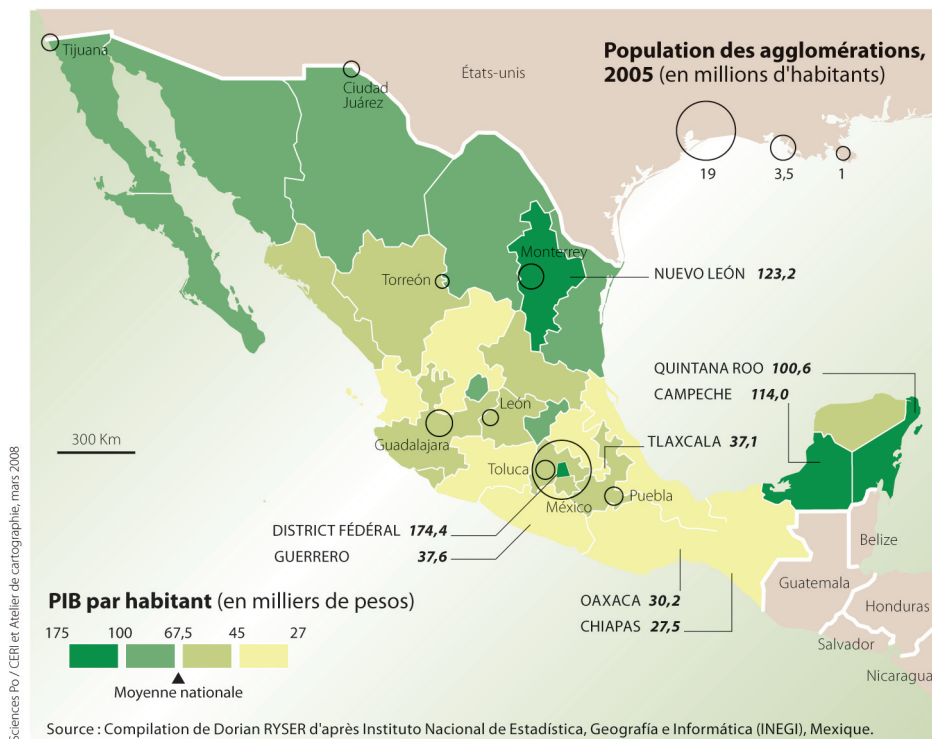 Population des agglomérations,
2005 (en millions d'habitants)
19
3,5
1
Tijuana
Ciudad
Juárez
États-unis
Monterrey
Torreón
NUEVO LEÓN 123,2
QUINTANA ROO 100,6
CAMPECHE 114,0
TLAXCALA 37,1
León
Guadalajara
Toluca
México
Puebla
300 Km
DISTRICT FÉDÉRAL 174,4
GUERRERO 37,6
OAXACA 30,2
CHIAPAS 27,5
Belize
Guatemala
Honduras
Salvador
Nicaragua
PIB par habitant (en milliers de pesos)
175 100 67,5 45 27
Moyenne nationale
Source : Compilation de Dorian RYSER d'après Instituto Nacional de Estadística, Geografía e Informática (INEGI), Mexique.
Sciences Po / CERI et Atelier de cartographie, mars 2008